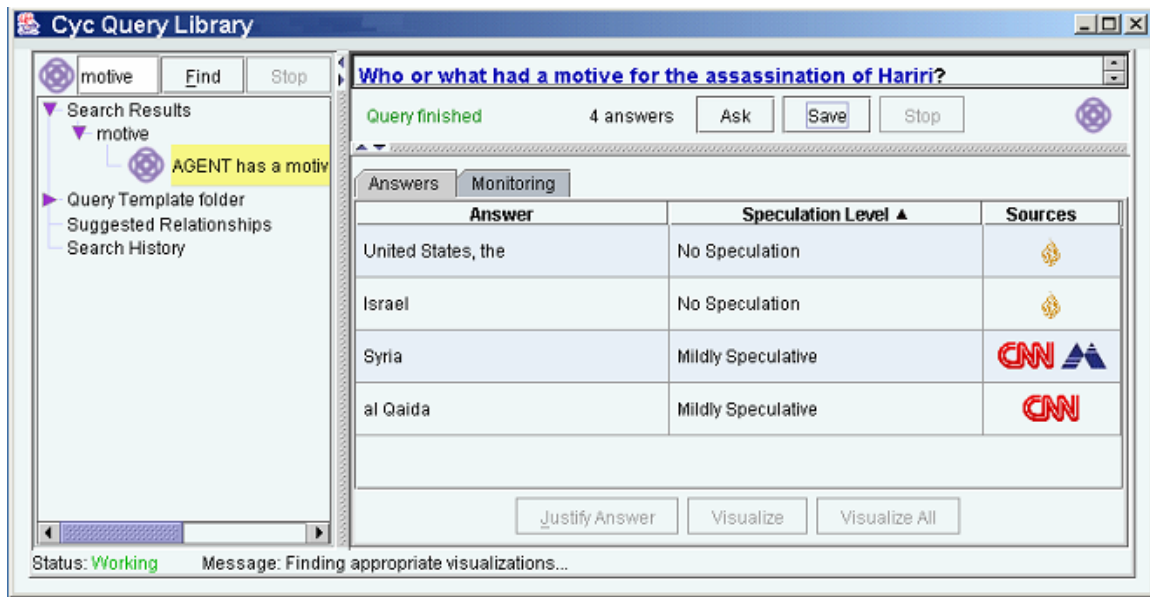 Cyc Query Library
motive Find Stop
Search Results
motive
AGENT has a motiv
Query Template folder
Suggested Relationships
Search History
Who or what had a motive for the assassination of Hariri?
Query finished 4 answers Ask Save Stop
Answers Monitoring
Answer Speculation Level ▲ Sources
United States, the No Speculation
Israel No Speculation
Syria Mildly Speculative CNN
al Qaida Mildly Speculative CNN
Justify Answer Visualize Visualize All
Status: Working Message: Finding appropriate visualizations...